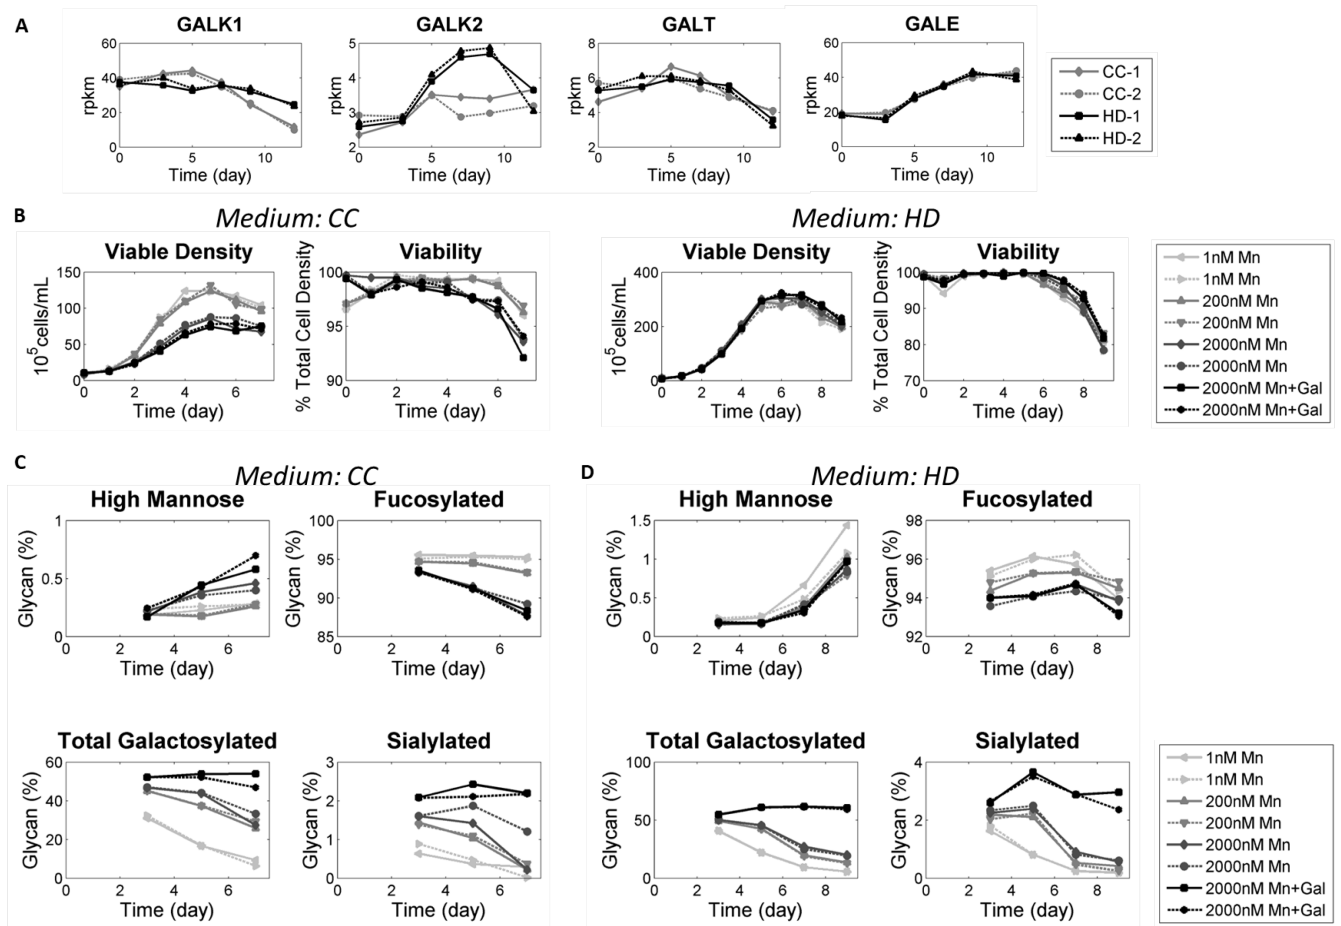 A
GALK1 GALK2 GALT GALE
60 40 20 0
rpkm
0 5 10
Time (day)
5 4 3 2
rpkm
0 5 10
Time (day)
8 6 4 2
rpkm
0 5 10
Time (day)
60 40 20 0
rpkm
0 5 10
Time (day)
CC-1
CC-2
HD-1
HD-2
B
Medium: CC
Viable Density
150 100 50 0
10⁵cells/mL
0 2 4 6
Time (day)
Viability
100 95 90
% Total Cell Density
0 2 4 6
Time (day)
Medium: HD
Viable Density
400 200 0
10⁵cells/mL
0 2 4 6 8
Time (day)
Viability
100 90 80 70
% Total Cell Density
0 2 4 6 8
Time (day)
1nM Mn
1nM Mn
200nM Mn
200nM Mn
2000nM Mn
2000nM Mn
2000nM Mn+Gal
2000nM Mn+Gal
C
Medium: CC
High Mannose
1 0.5 0
Glycan (%)
0 2 4 6
Time (day)
Fucosylated
100 95 90 85
Glycan (%)
0 2 4 6
Time (day)
Total Galactosylated
60 40 20 0
Glycan (%)
0 2 4 6
Time (day)
Sialylated
3 2 1 0
Glycan (%)
0 2 4 6
Time (day)
D
Medium: HD
High Mannose
1.5 1 0.5 0
Glycan (%)
0 2 4 6 8
Time (day)
Fucosylated
98 96 94 92
Glycan (%)
0 2 4 6 8
Time (day)
Total Galactosylated
100 50 0
Glycan (%)
0 2 4 6 8
Time (day)
Sialylated
4 2 0
Glycan (%)
0 2 4 6 8
Time (day)
1nM Mn
1nM Mn
200nM Mn
200nM Mn
2000nM Mn
2000nM Mn
2000nM Mn+Gal
2000nM Mn+Gal